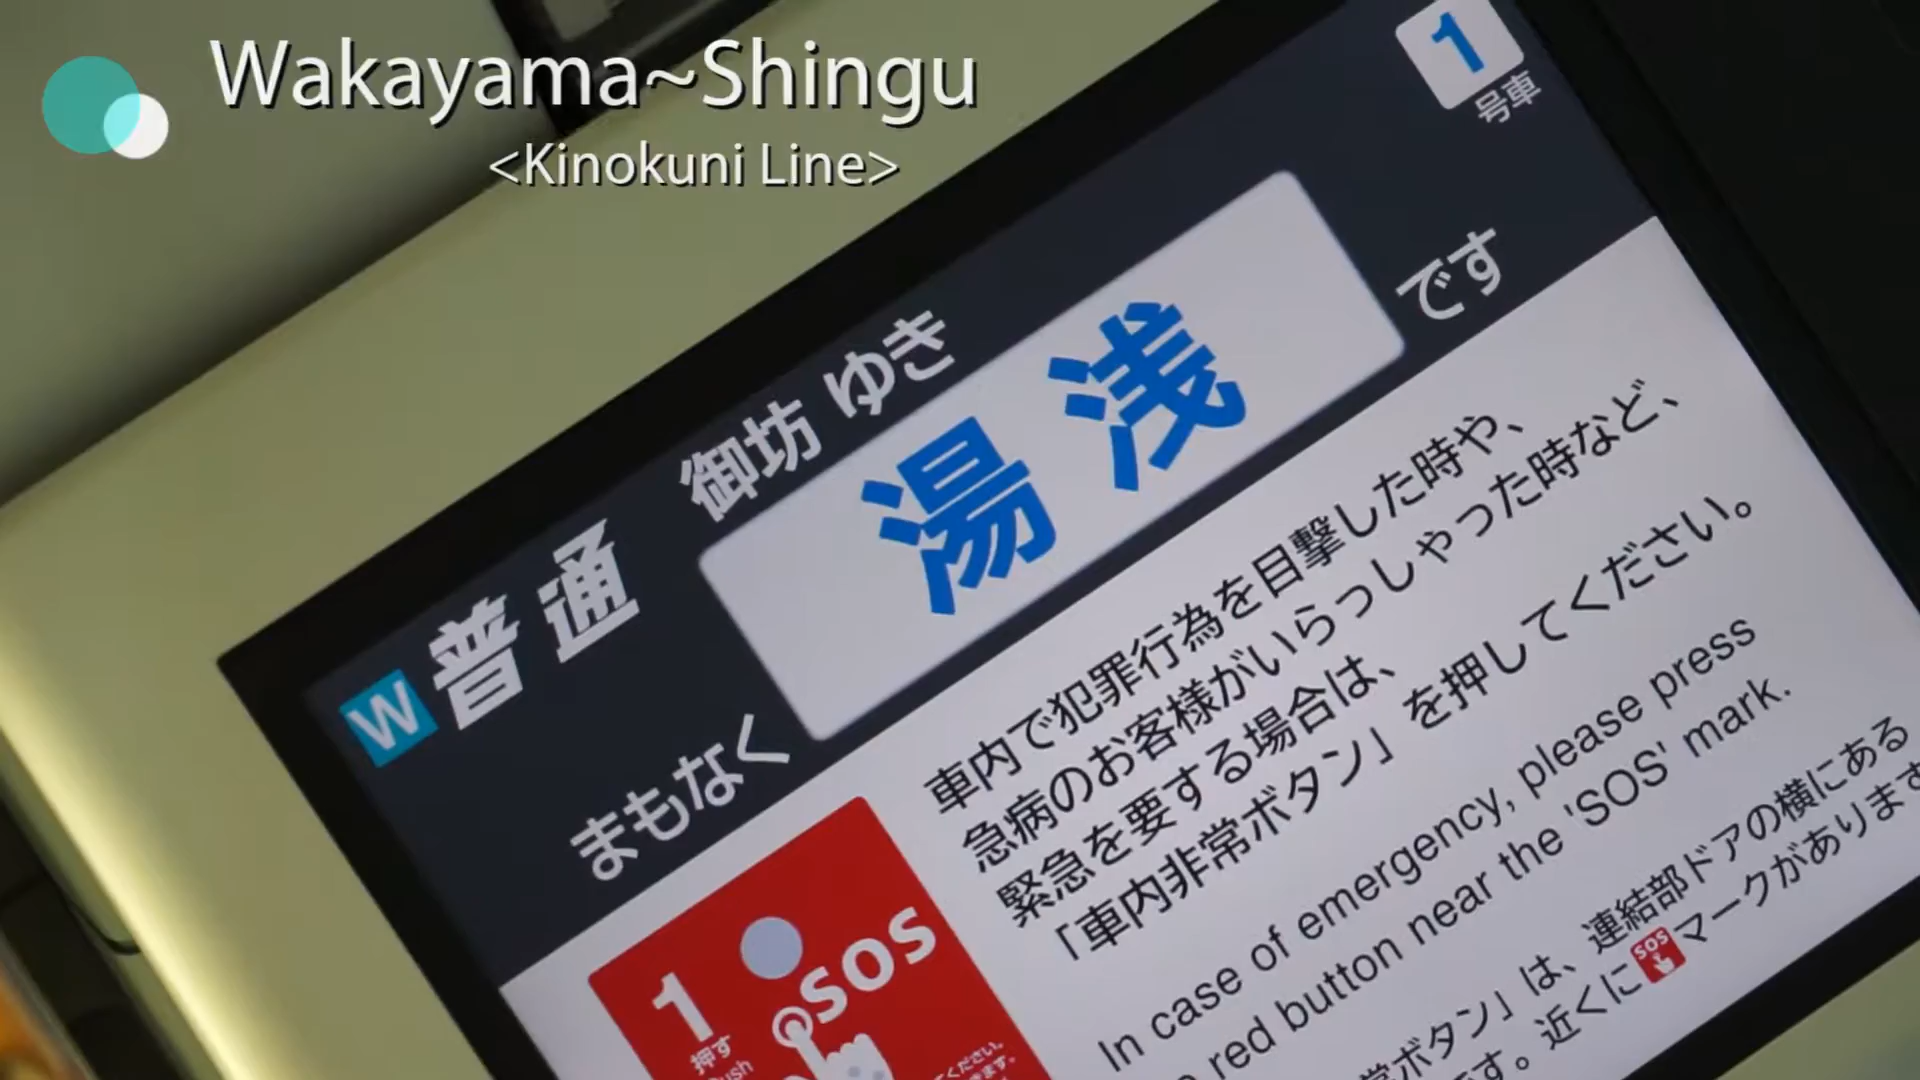 Wakayama~Shingu
<Kinokuni Line>
1
号車
W 普通 御坊 ゆき
まもなく 湯浅 です
車内で犯罪行為を目撃した時や、
急病のお客様がいらっしゃった時など、
緊急を要する場合は、
「車内非常ボタン」を押してください。
In case of emergency, please press
red button near the 'SOS' mark.
常ボタン」は、連結部ドアの横にある
す。近くに SOS マークがあります
1
押す
SOS